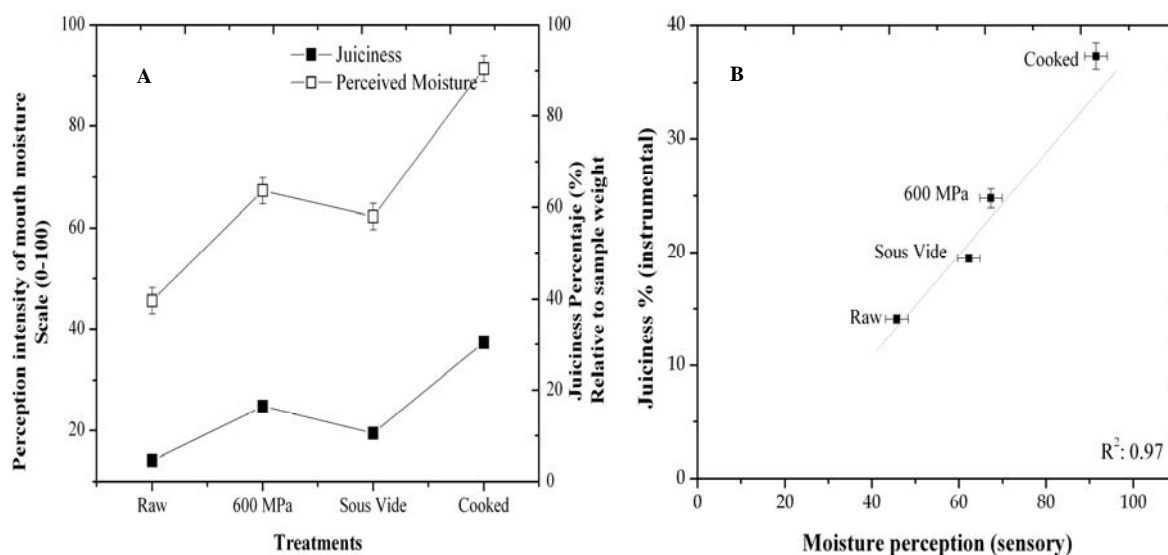 A
Juiciness
Perceived Moisture
Perception intensity of mouth moisture
Scale (0-100)
100
80
60
40
20
Juiciness Percentaje (%)
Relative to sample weight
100
80
60
40
20
0
Raw
600 MPa
Sous Vide
Cooked
Treatments
B
Juiciness % (instrumental)
40
30
20
10
0
Cooked
600 MPa
Sous Vide
Raw
R²: 0.97
0
20
40
60
80
100
Moisture perception (sensory)